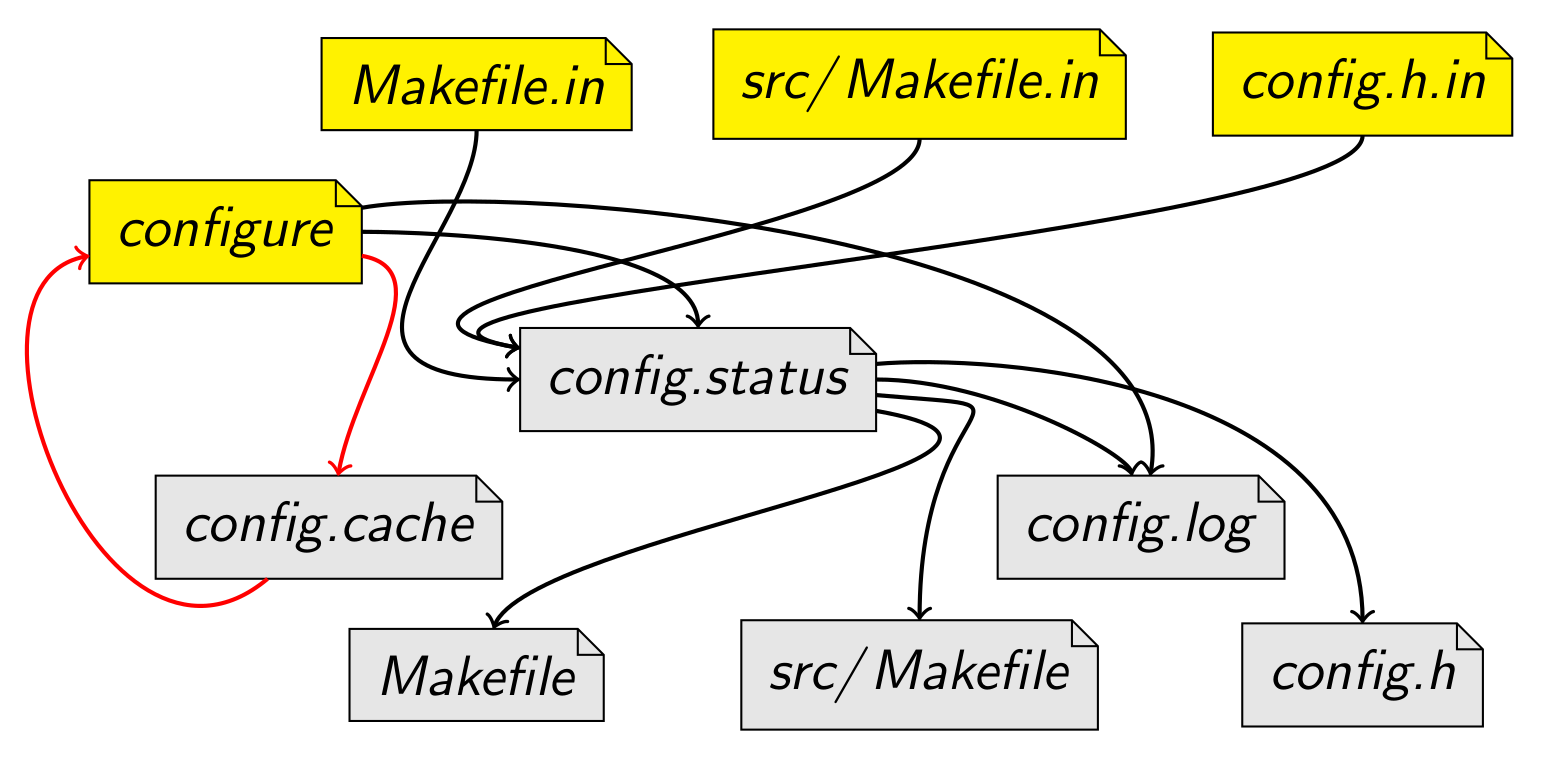 Makefile.in
src/Makefile.in
config.h.in
configure
config.status
config.cache
config.log
Makefile
src/Makefile
config.h